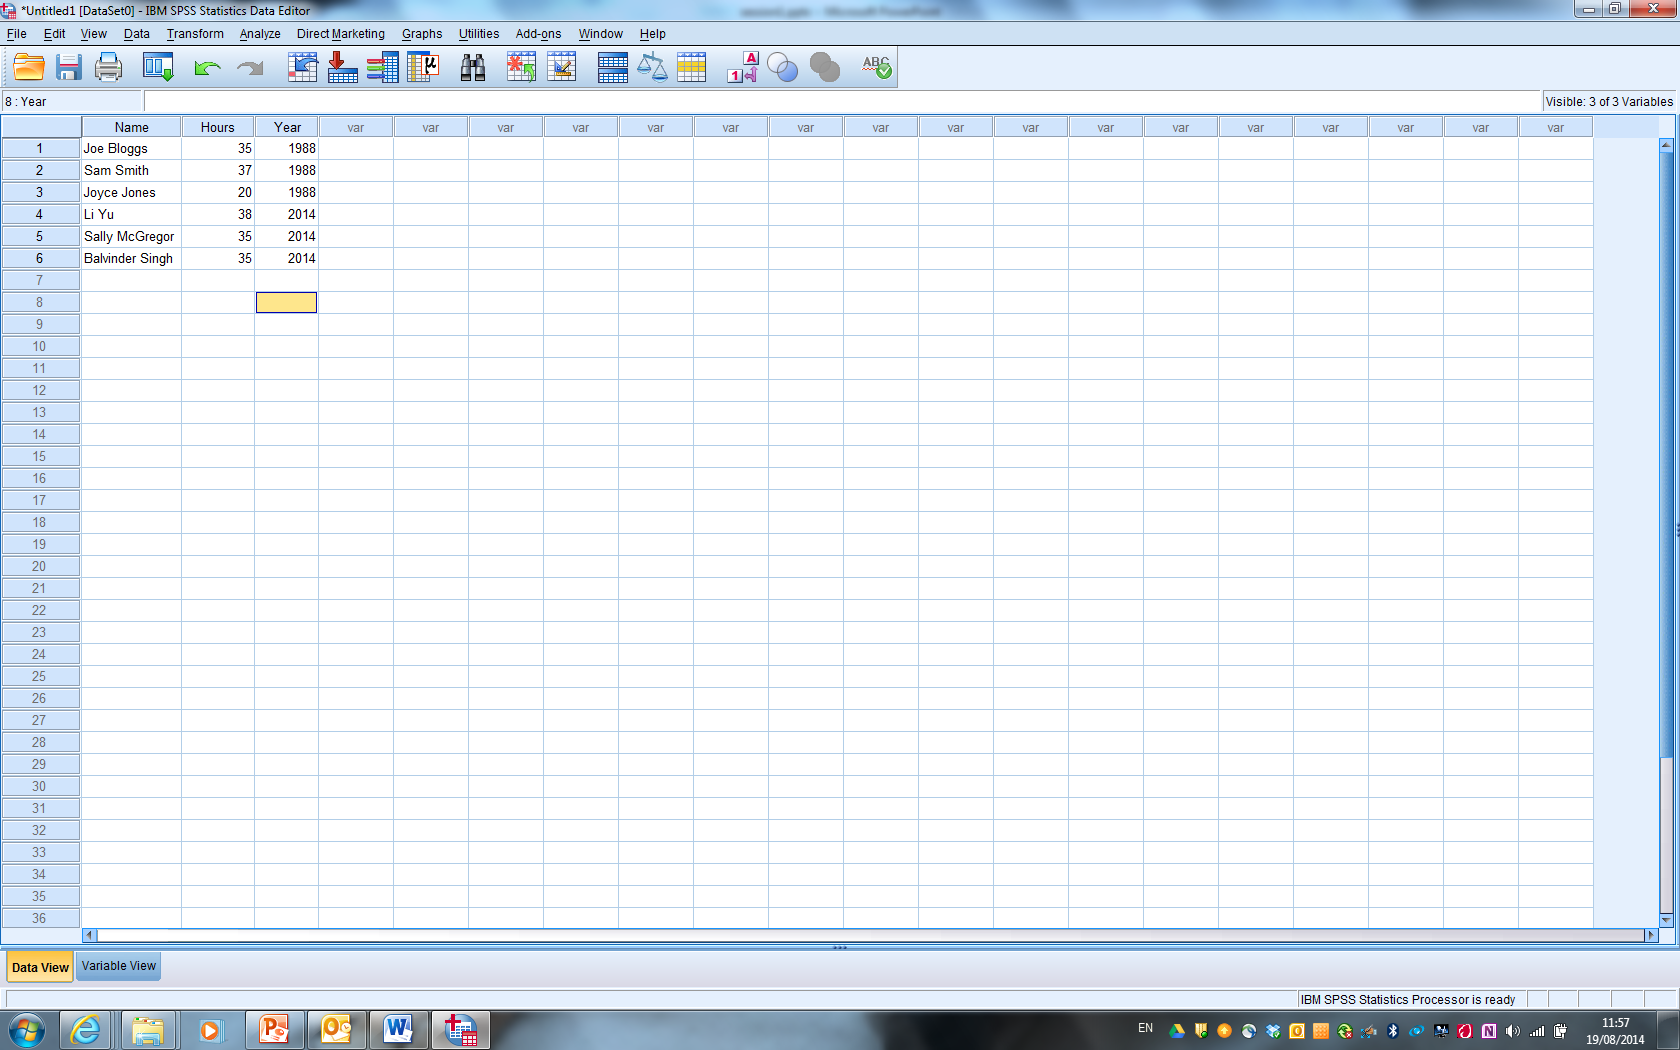 *Untitled1 [DataSet0] - IBM SPSS Statistics Data Editor
File Edit View Data Transform Analyze Direct Marketing Graphs Utilities Add-ons Window Help
8 : Year Visible: 3 of 3 Variables
Name Hours Year var var var var var var var var var var var var var var var var var
1 Joe Bloggs 35 1988
2 Sam Smith 37 1988
3 Joyce Jones 20 1988
4 Li Yu 38 2014
5 Sally McGregor 35 2014
6 Balvinder Singh 35 2014
7
8
9
10
11
12
13
14
15
16
17
18
19
20
21
22
23
24
25
26
27
28
29
30
31
32
33
34
35
36
Data View Variable View
IBM SPSS Statistics Processor is ready
EN 11:57
19/08/2014